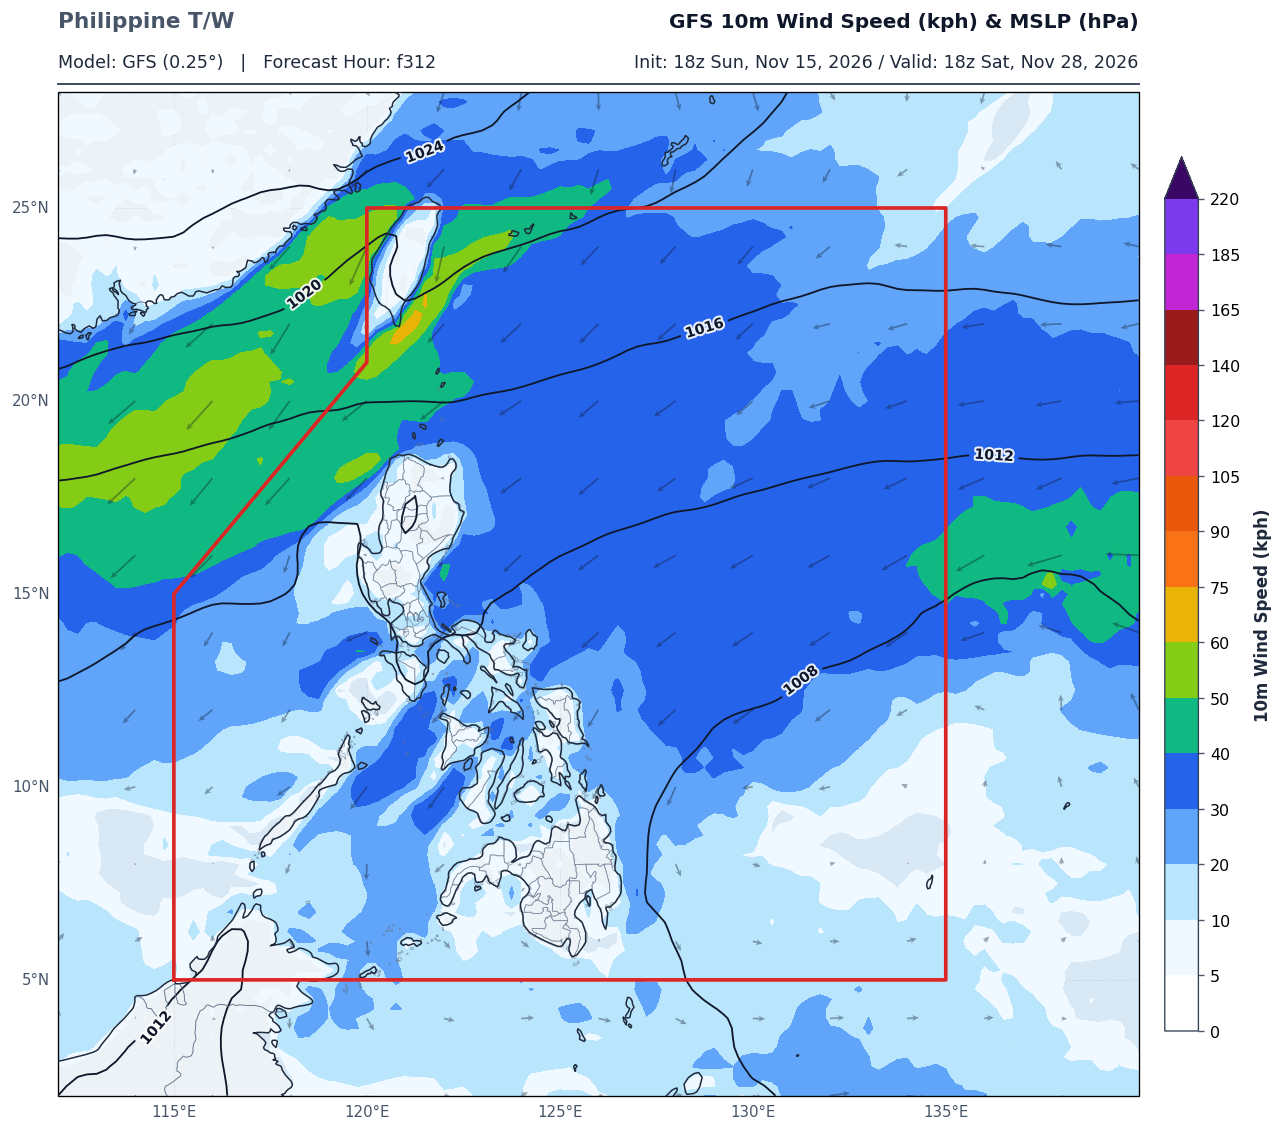 Philippine T/W
GFS 10m Wind Speed (kph) & MSLP (hPa)
Model: GFS (0.25°) | Forecast Hour: f312
Init: 18z Sun, Nov 15, 2026 / Valid: 18z Sat, Nov 28, 2026
25°N
20°N
15°N
10°N
5°N
115°E
120°E
125°E
130°E
135°E
1024
1020
1016
1012
1008
1012
220
185
165
140
120
105
90
75
60
50
40
30
20
10
5
0
10m Wind Speed (kph)